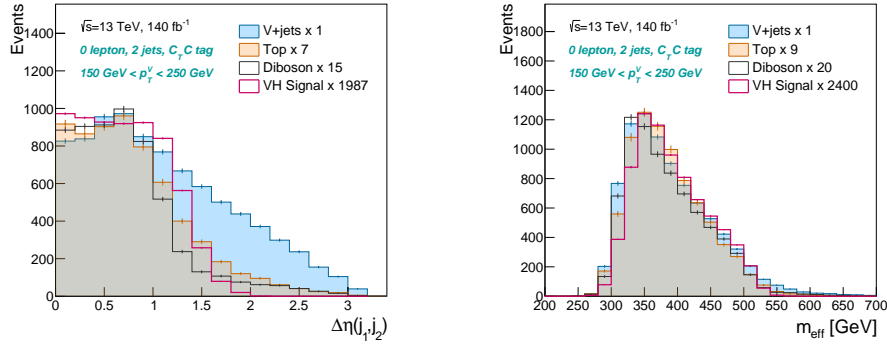 Events
√s=13 TeV, 140 fb⁻¹
0 lepton, 2 jets, C_T C tag
150 GeV < p_T^V < 250 GeV
V+jets x 1
Top x 7
Diboson x 15
VH Signal x 1987
1400
1200
1000
800
600
400
200
0
0 0.5 1 1.5 2 2.5 3
Δη(j_1,j_2)
Events
√s=13 TeV, 140 fb⁻¹
0 lepton, 2 jets, C_T C tag
150 GeV < p_T^V < 250 GeV
V+jets x 1
Top x 9
Diboson x 20
VH Signal x 2400
1800
1600
1400
1200
1000
800
600
400
200
0
200 250 300 350 400 450 500 550 600 650 700
m_eff [GeV]